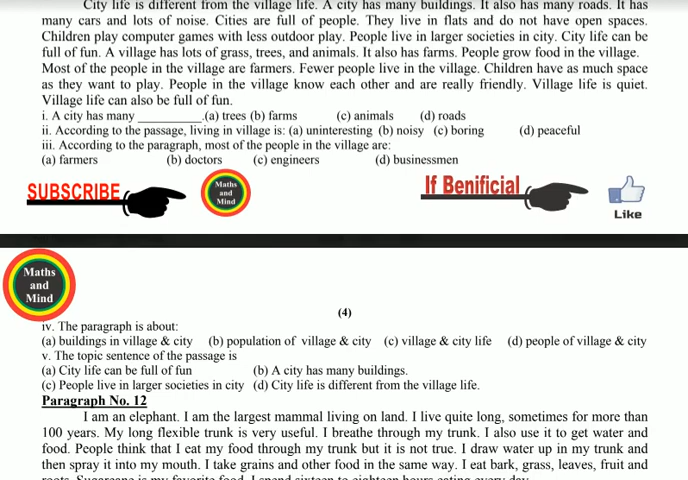 City life is different from the village life. A city has many buildings. It also has many roads. It has
many cars and lots of noise. Cities are full of people. They live in flats and do not have open spaces.
Children play computer games with less outdoor play. People live in larger societies in city. City life can be
full of fun. A village has lots of grass, trees, and animals. It also has farms. People grow food in the village.
Most of the people in the village are farmers. Fewer people live in the village. Children have as much space
as they want to play. People in the village know each other and are really friendly. Village life is quiet.
Village life can also be full of fun.
i. A city has many __________.(a) trees (b) farms (c) animals (d) roads
ii. According to the passage, living in village is: (a) uninteresting (b) noisy (c) boring (d) peaceful
iii. According to the paragraph, most of the people in the village are:
(a) farmers (b) doctors (c) engineers (d) businessmen
SUBSCRIBE
Maths
and
Mind
If Benificial
Like
Maths
and
Mind
(4)
iv. The paragraph is about:
(a) buildings in village & city (b) population of village & city (c) village & city life (d) people of village & city
v. The topic sentence of the passage is
(a) City life can be full of fun (b) A city has many buildings.
(c) People live in larger societies in city (d) City life is different from the village life.
Paragraph No. 12
I am an elephant. I am the largest mammal living on land. I live quite long, sometimes for more than
100 years. My long flexible trunk is very useful. I breathe through my trunk. I also use it to get water and
food. People think that I eat my food through my trunk but it is not true. I draw water up in my trunk and
then spray it into my mouth. I take grains and other food in the same way. I eat bark, grass, leaves, fruit and
roots. Sugarcane is my favorite food. I spend sixteen to eighteen hours eating every day.